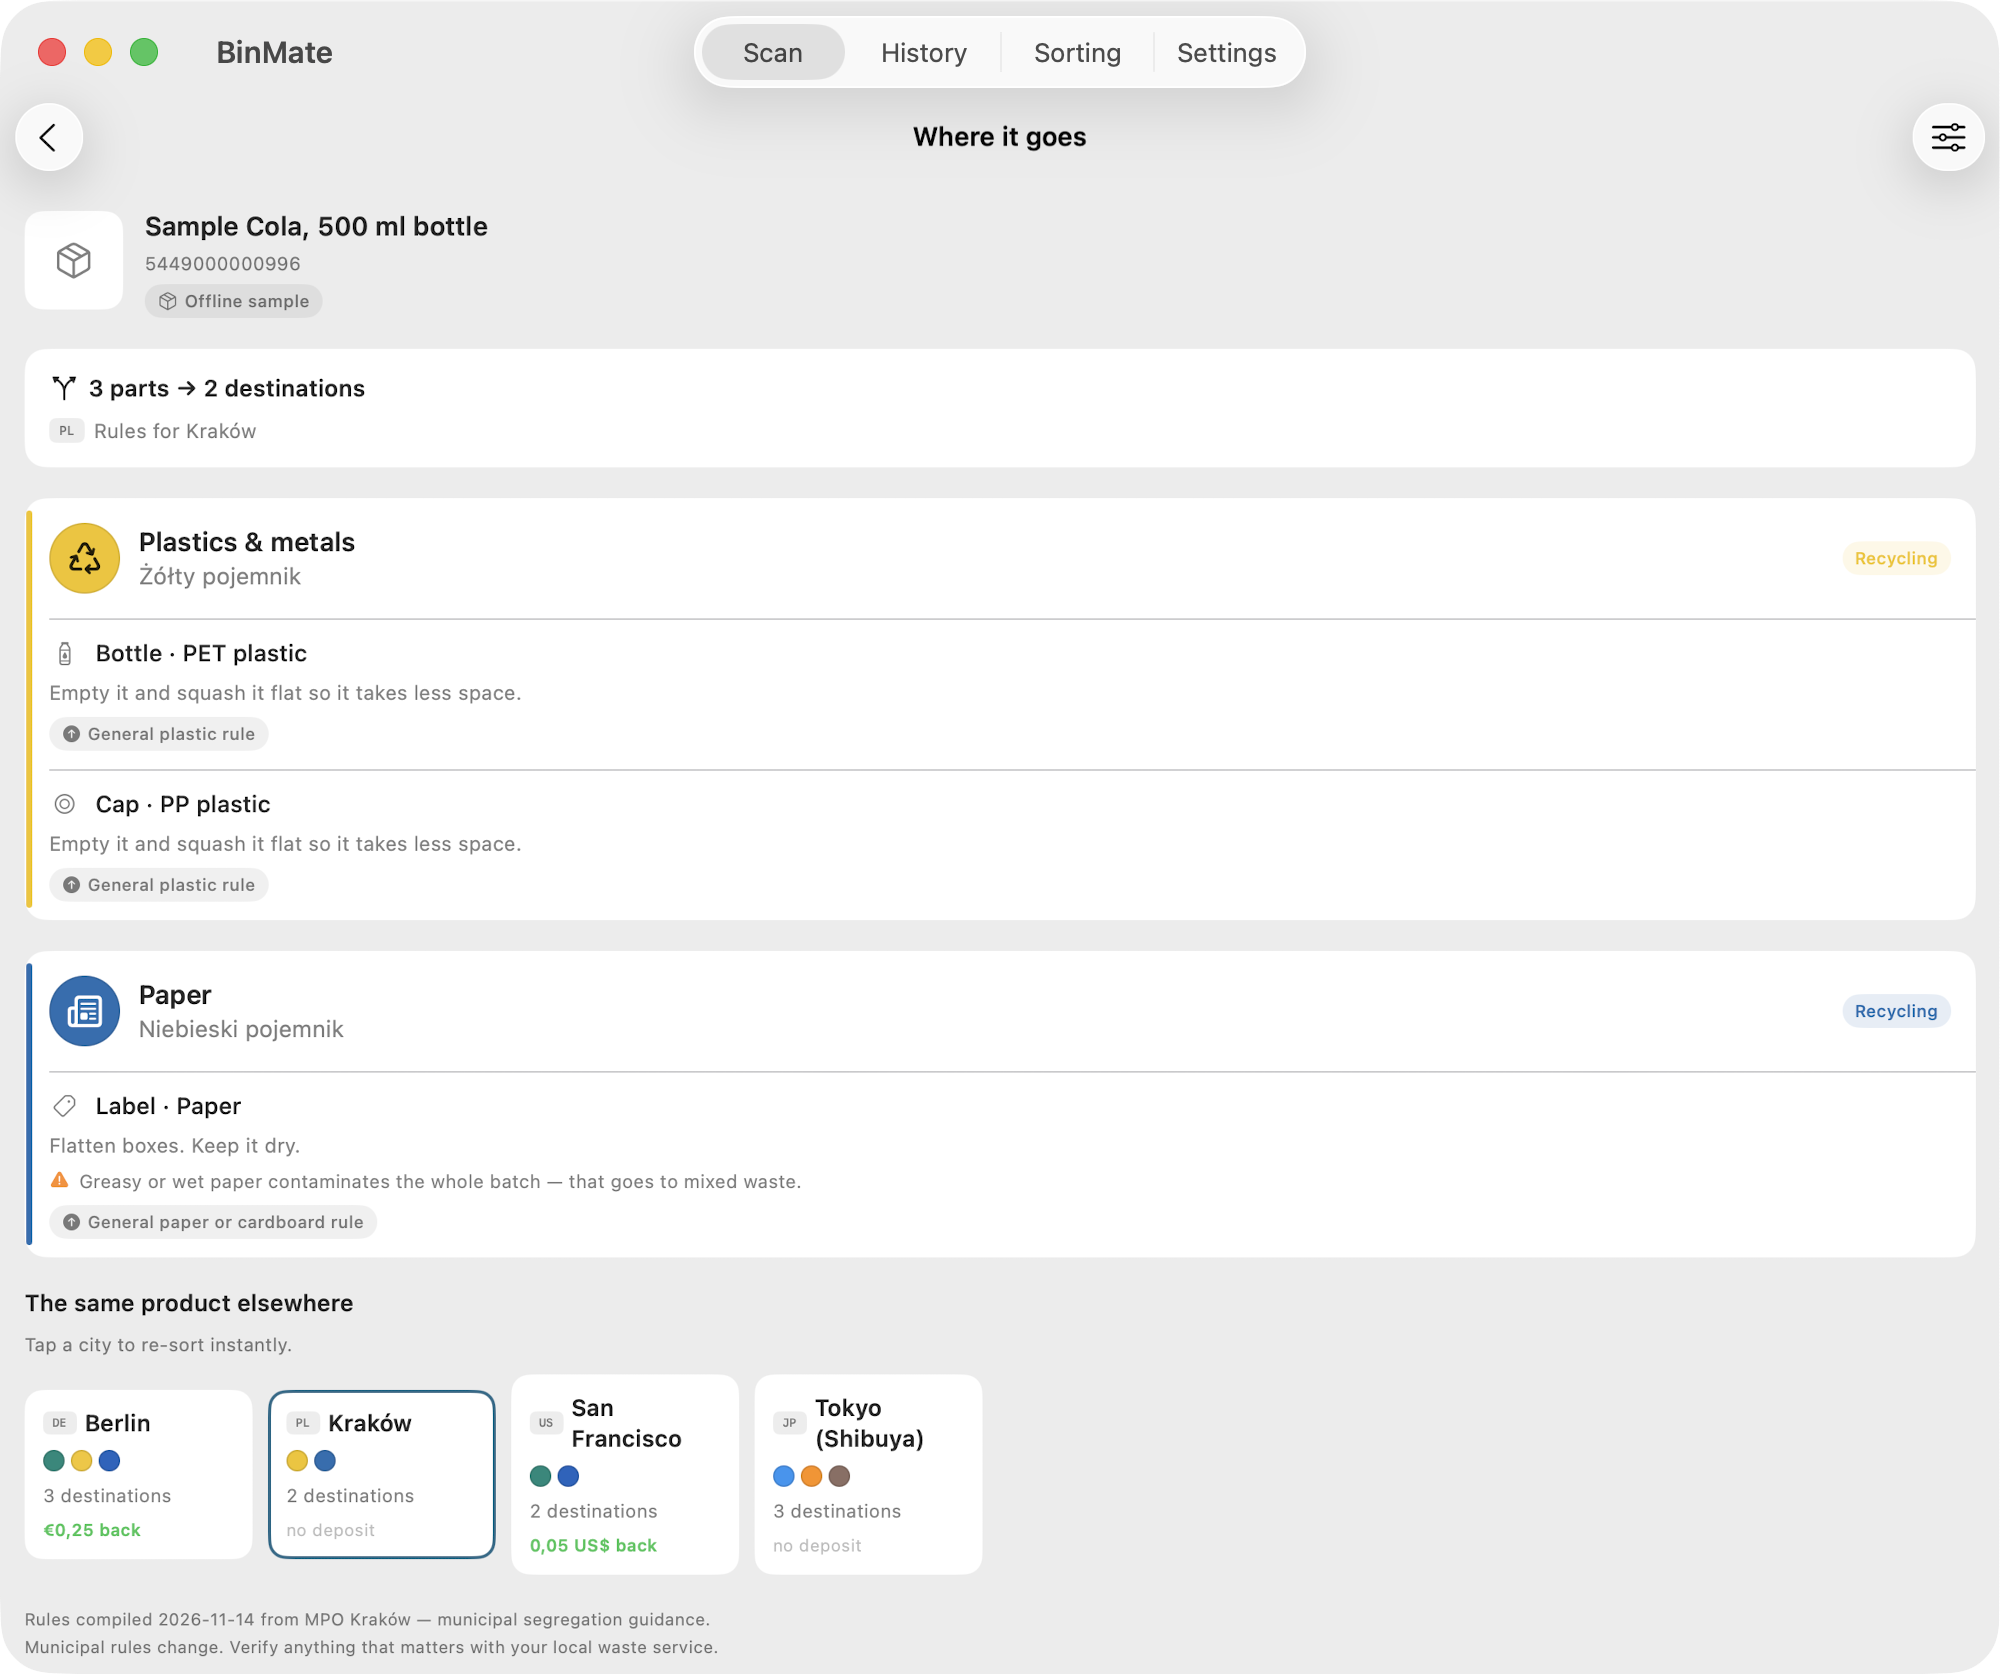 BinMate
Scan
History
Sorting
Settings
Where it goes
Sample Cola, 500 ml bottle
5449000000996
Offline sample
3 parts → 2 destinations
PL Rules for Kraków
Plastics & metals
Żółty pojemnik
Recycling
Bottle · PET plastic
Empty it and squash it flat so it takes less space.
General plastic rule
Cap · PP plastic
Empty it and squash it flat so it takes less space.
General plastic rule
Paper
Niebieski pojemnik
Recycling
Label · Paper
Flatten boxes. Keep it dry.
Greasy or wet paper contaminates the whole batch — that goes to mixed waste.
General paper or cardboard rule
The same product elsewhere
Tap a city to re-sort instantly.
DE Berlin
3 destinations
€0,25 back
PL Kraków
2 destinations
no deposit
US San
Francisco
2 destinations
0,05 US$ back
JP Tokyo
(Shibuya)
3 destinations
no deposit
Rules compiled 2026-11-14 from MPO Kraków — municipal segregation guidance.
Municipal rules change. Verify anything that matters with your local waste service.